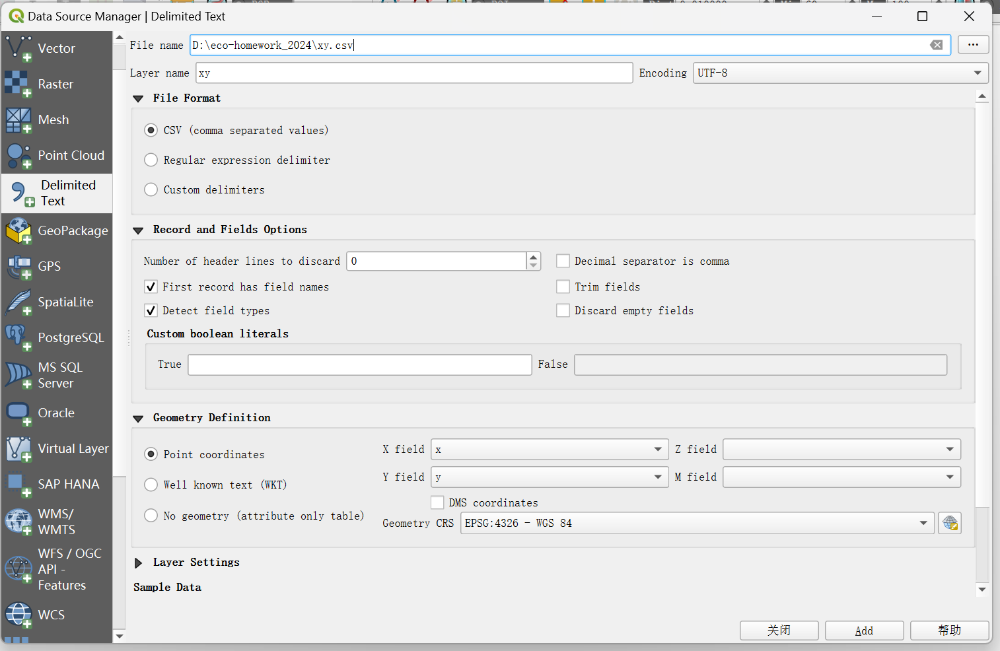 Data Source Manager | Delimited Text
Vector
Raster
Mesh
Point Cloud
Delimited
Text
GeoPackage
GPS
SpatiaLite
PostgreSQL
MS SQL
Server
Oracle
Virtual Layer
SAP HANA
WMS/
WMTS
WFS / OGC
API -
Features
WCS
File name D:\eco-homework_2024\xy.csv ...
Layer name xy Encoding UTF-8
File Format
CSV (comma separated values)
Regular expression delimiter
Custom delimiters
Record and Fields Options
Number of header lines to discard 0 Decimal separator is comma
First record has field names Trim fields
Detect field types Discard empty fields
Custom boolean literals
True False
Geometry Definition
Point coordinates X field x Z field
Well known text (WKT) Y field y M field
No geometry (attribute only table) DMS coordinates
Geometry CRS EPSG:4326 - WGS 84
Layer Settings
Sample Data
关闭 Add 帮助